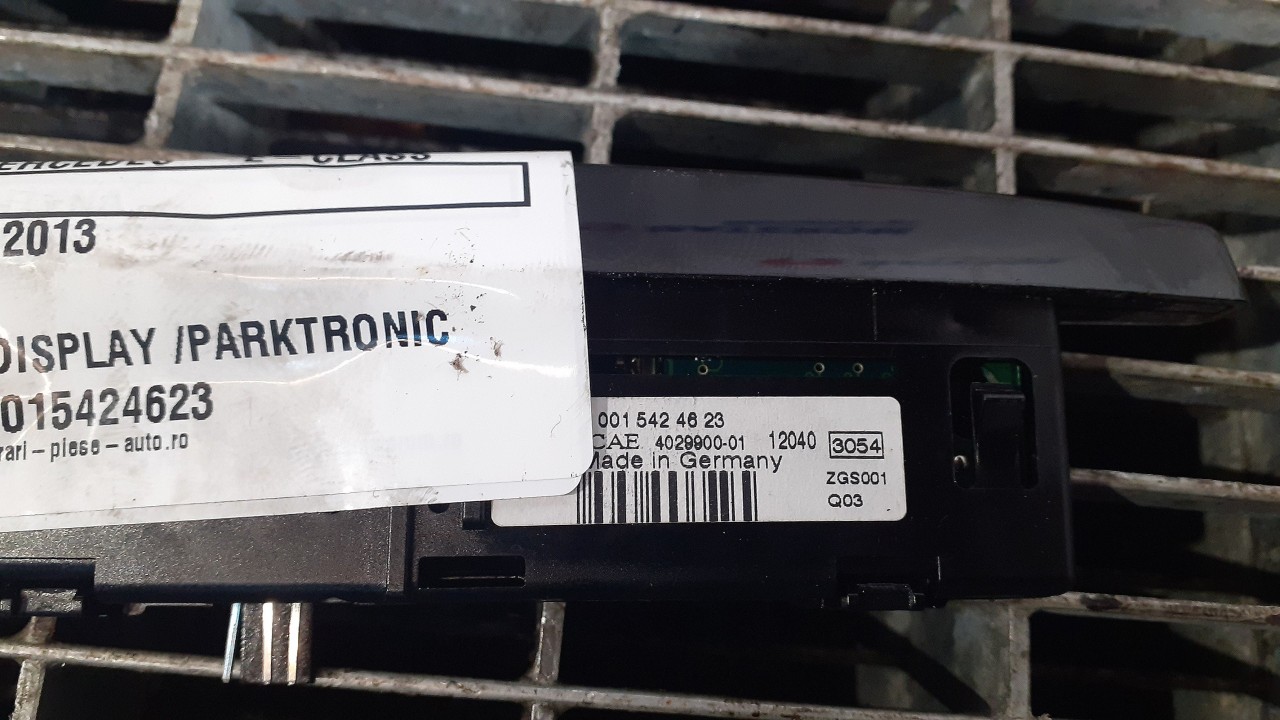 E - CLASS
2013
DISPLAY /PARKTRONIC
015424623
rari-piese-auto.ro
001 542 46 23
CAE 4029900-01 12040 3054
Made in Germany
ZGS001
Q03